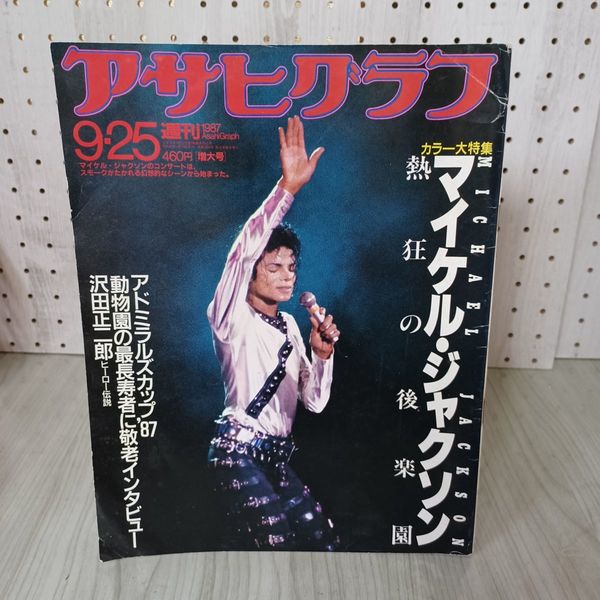 アサヒグラフ
9・25
週刊
1987
AsahiGraph
460円[増大号]
マイケル・ジャクソンのコンサートは、
スモークがたかれる幻想的なシーンから始まった。
カラー大特集
MICHAEL JACKSON
マイケル・ジャクソン
熱狂の後楽園
アドミラルズカップ'87
動物園の最長寿者に敬老インタビュー
沢田正二郎ヒーロー伝説